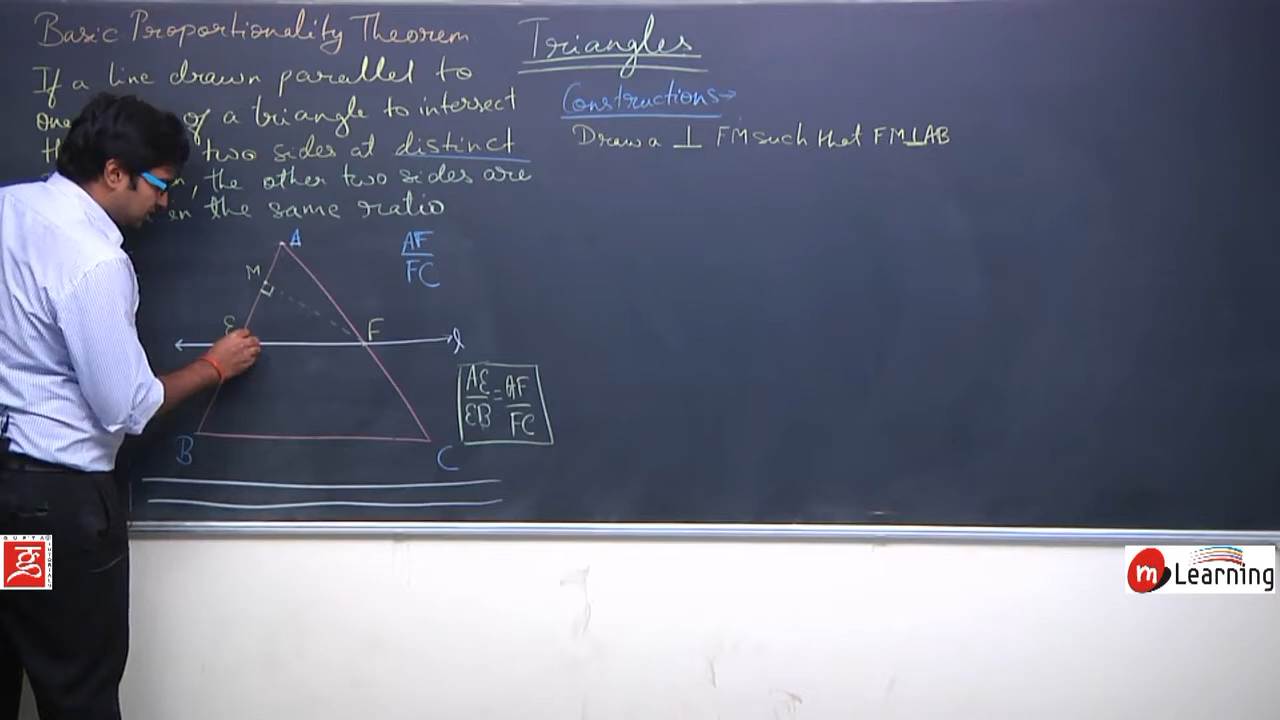 Basic Proportionality Theorem
If a line drawn parallel to
one of a triangle to intersect
two sides at distinct
, the other two sides are
the same ratio
Triangles
Constructions→
Draw a ⊥ FM such that FM⊥AB
A
M
E
F
l
B
C
AF
FC
AE = AF
EB FC
GUPTA
m Learning